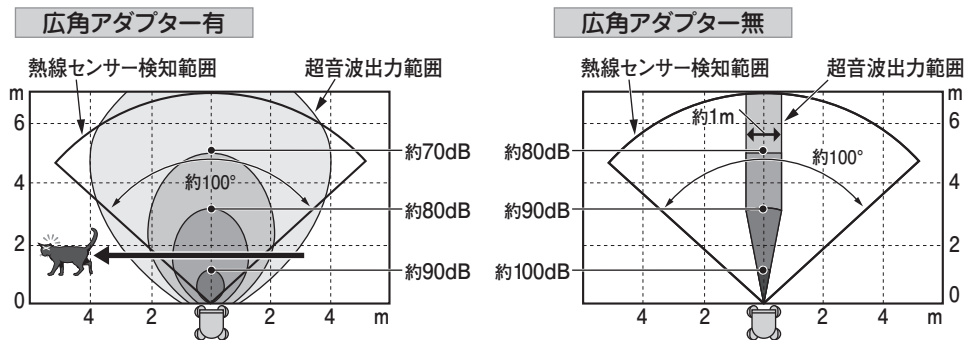 広角アダプター有
熱線センサー検知範囲
超音波出力範囲
m
6
4
2
0
約100°
約70dB
約80dB
約90dB
4
2
2
4
m
広角アダプター無
熱線センサー検知範囲
超音波出力範囲
m
約1m
6
約80dB
約100°
4
約90dB
2
約100dB
0
4
2
2
4
m